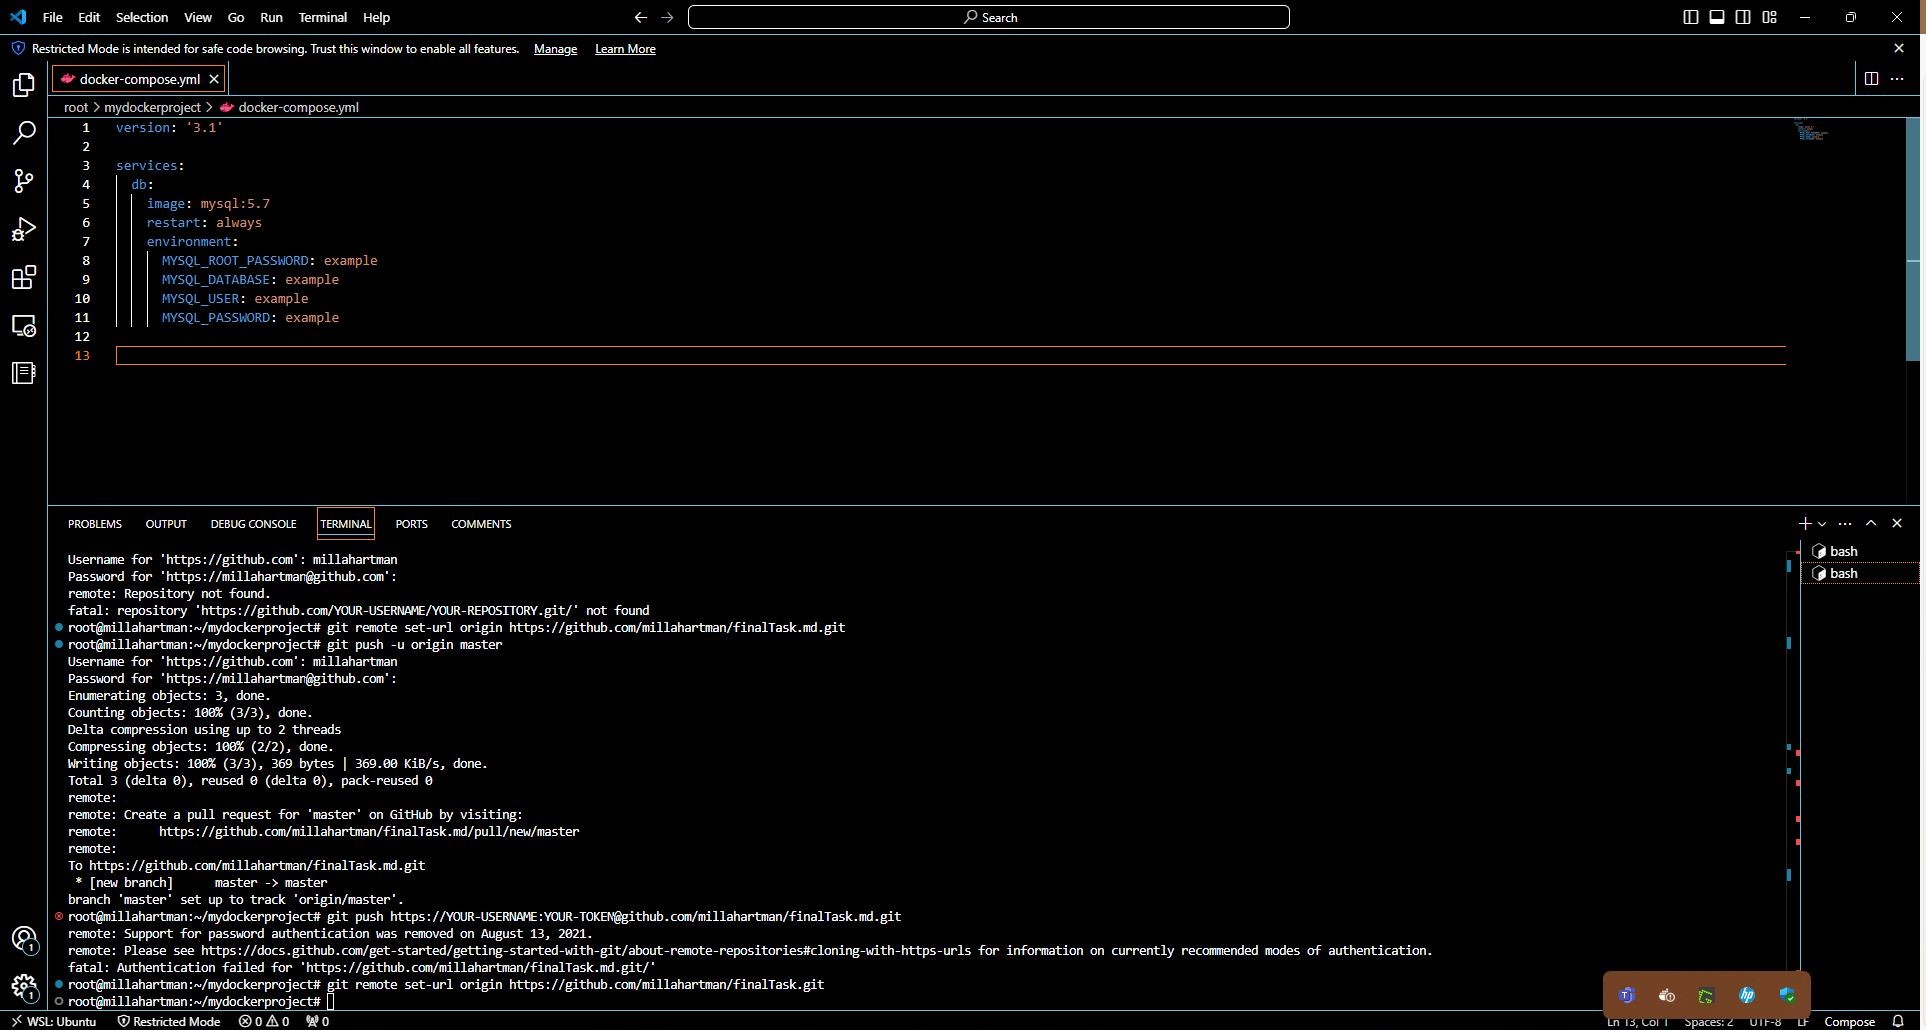 File Edit Selection View Go Run Terminal Help
Search
Restricted Mode is intended for safe code browsing. Trust this window to enable all features. Manage Learn More
docker-compose.yml
root > mydockerproject > docker-compose.yml
1 version: '3.1'
2
3 services:
4 db:
5 image: mysql:5.7
6 restart: always
7 environment:
8 MYSQL_ROOT_PASSWORD: example
9 MYSQL_DATABASE: example
10 MYSQL_USER: example
11 MYSQL_PASSWORD: example
12
13
PROBLEMS OUTPUT DEBUG CONSOLE TERMINAL PORTS COMMENTS
bash
bash
Username for 'https://github.com': millahartman
Password for 'https://millahartman@github.com':
remote: Repository not found.
fatal: repository 'https://github.com/YOUR-USERNAME/YOUR-REPOSITORY.git/' not found
root@millahartman:~/mydockerproject# git remote set-url origin https://github.com/millahartman/finalTask.md.git
root@millahartman:~/mydockerproject# git push -u origin master
Username for 'https://github.com': millahartman
Password for 'https://millahartman@github.com':
Enumerating objects: 3, done.
Counting objects: 100% (3/3), done.
Delta compression using up to 2 threads
Compressing objects: 100% (2/2), done.
Writing objects: 100% (3/3), 369 bytes | 369.00 KiB/s, done.
Total 3 (delta 0), reused 0 (delta 0), pack-reused 0
remote:
remote: Create a pull request for 'master' on GitHub by visiting:
remote:      https://github.com/millahartman/finalTask.md/pull/new/master
remote:
To https://github.com/millahartman/finalTask.md.git
* [new branch]      master -> master
branch 'master' set up to track 'origin/master'.
root@millahartman:~/mydockerproject# git push https://YOUR-USERNAME:YOUR-TOKEN@github.com/millahartman/finalTask.md.git
remote: Support for password authentication was removed on August 13, 2021.
remote: Please see https://docs.github.com/get-started/getting-started-with-git/about-remote-repositories#cloning-with-https-urls for information on currently recommended modes of authentication.
fatal: Authentication failed for 'https://github.com/millahartman/finalTask.md.git/'
root@millahartman:~/mydockerproject# git remote set-url origin https://github.com/millahartman/finalTask.git
root@millahartman:~/mydockerproject#
1
1
hp
WSL: Ubuntu Restricted Mode 0 0 0 Ln 13, Col 1 Spaces: 2 UTF-8 LF Compose